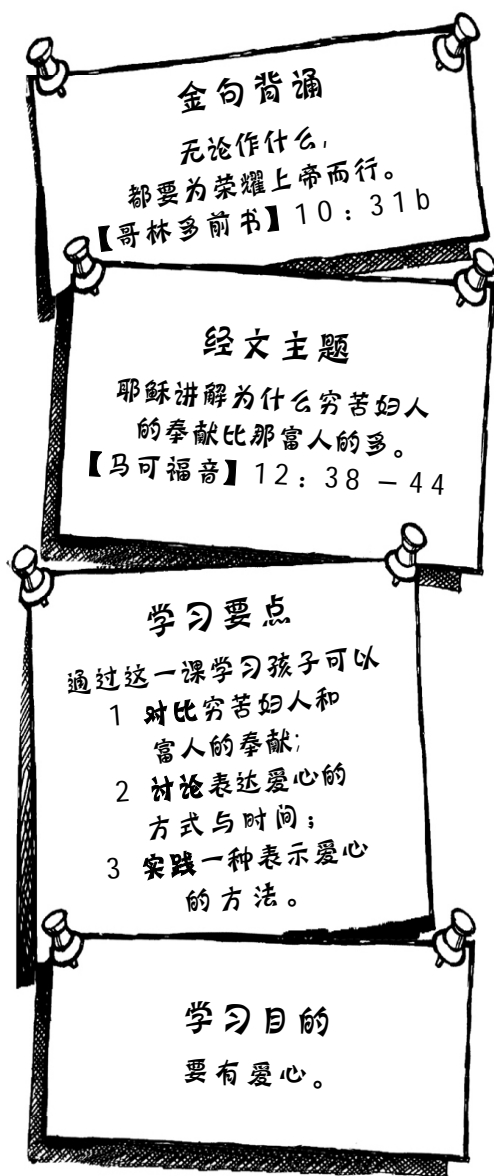 金句背诵
无论作什么，
都要为荣耀上帝而行。
【哥林多前书】10：31b
经文主题
耶稣讲解为什么穷苦妇人
的奉献比那富人的多。
【马可福音】12：38－44
学习要点
通过这一课学习孩子可以
1 对比穷苦妇人和
富人的奉献;
2 讨论表达爱心的
方式与时间；
3 实践一种表示爱心
的方法。
学习目的
要有爱心。